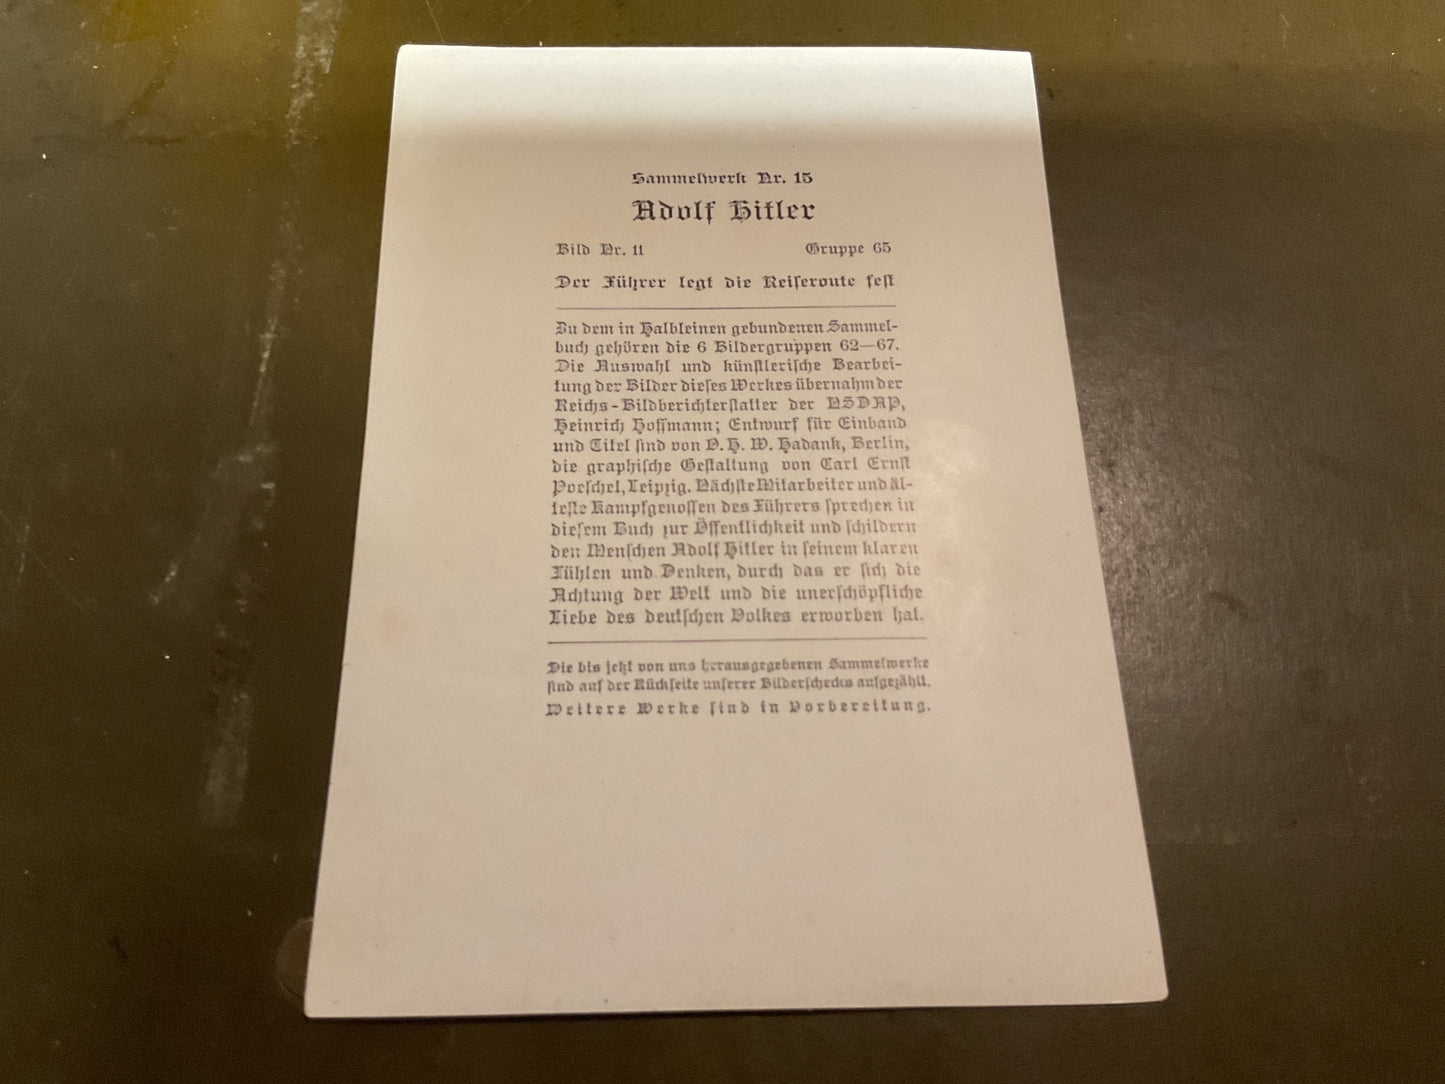 Sammelwerk Nr. 15
Adolf Hitler
Bild Nr. 11 Gruppe 65
Der Führer legt die Reiseroute fest
Zu dem in Halbleinen gebundenen Sammel-
buch gehören die 6 Bildergruppen 62—67.
Die Auswahl und künstlerische Bearbei-
tung der Bilder dieses Werkes übernahm der
Reichs-Bildberichterstatter der NSDAP,
Heinrich Hoffmann; Entwurf für Einband
und Titel sind von O. H. W. Hadank, Berlin,
die graphische Gestaltung von Carl Ernst
Poeschel, Leipzig. Nächste Mitarbeiter und äl-
teste Kampfgenossen des Führers sprechen in
diesem Buch zur Öffentlichkeit und schildern
den Menschen Adolf Hitler in seinem klaren
Fühlen und Denken, durch das er sich die
Achtung der Welt und die unerschöpfliche
Liebe des deutschen Volkes erworben hat.
Die bis jetzt von uns herausgegebenen Sammelwerke
sind auf der Rückseite unserer Bilderschecks aufgezählt.
Weitere Werke sind in Vorbereitung.